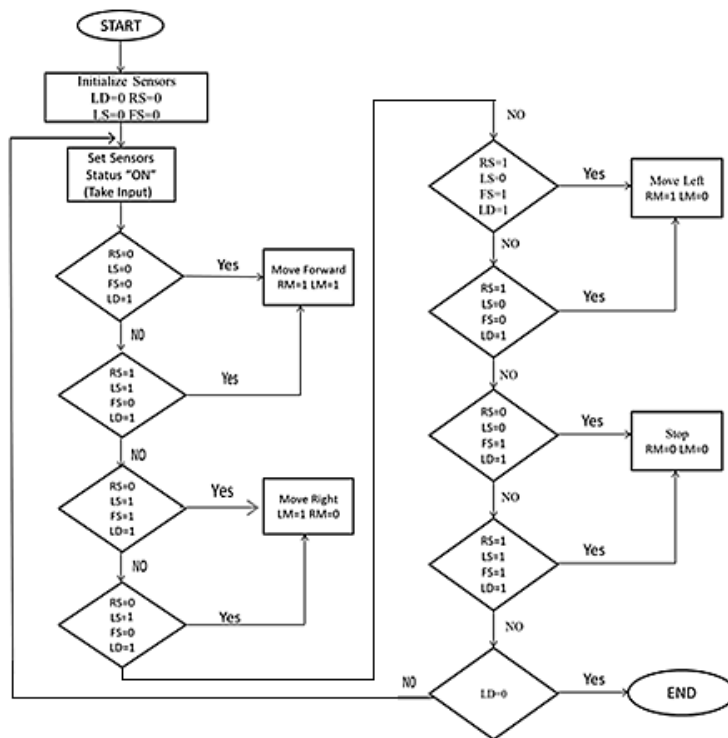 START
Initialize Sensors
LD=0 RS=0
LS=0 FS=0
Set Sensors
Status "ON"
(Take Input)
RS=0
LS=0
FS=0
LD=1
Yes
Move Forward
RM=1 LM=1
NO
RS=1
LS=1
FS=0
LD=1
Yes
NO
RS=0
LS=1
FS=1
LD=1
Yes
Move Right
LM=1 RM=0
NO
RS=0
LS=1
FS=0
LD=1
Yes
NO
RS=1
LS=0
FS=1
LD=1
Yes
Move Left
RM=1 LM=0
NO
RS=1
LS=0
FS=0
LD=1
Yes
NO
RS=0
LS=0
FS=1
LD=1
Yes
Stop
RM=0 LM=0
NO
RS=1
LS=1
FS=1
LD=1
Yes
NO
LD=0
NO
Yes
END